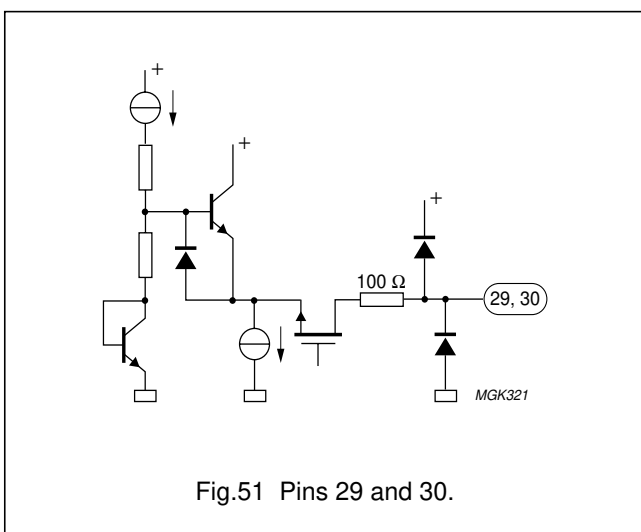 +
+
+
100 Ω
29, 30
MGK321
Fig.51 Pins 29 and 30.